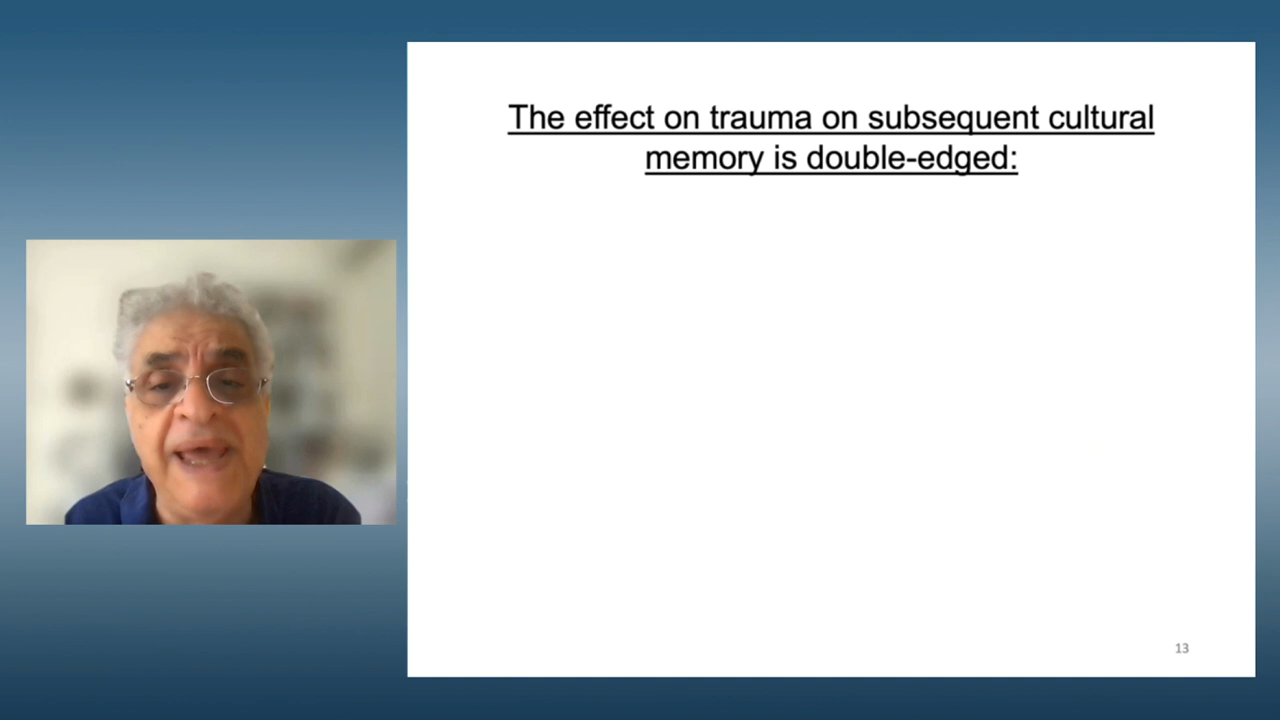 The effect on trauma on subsequent cultural
memory is double-edged:
13